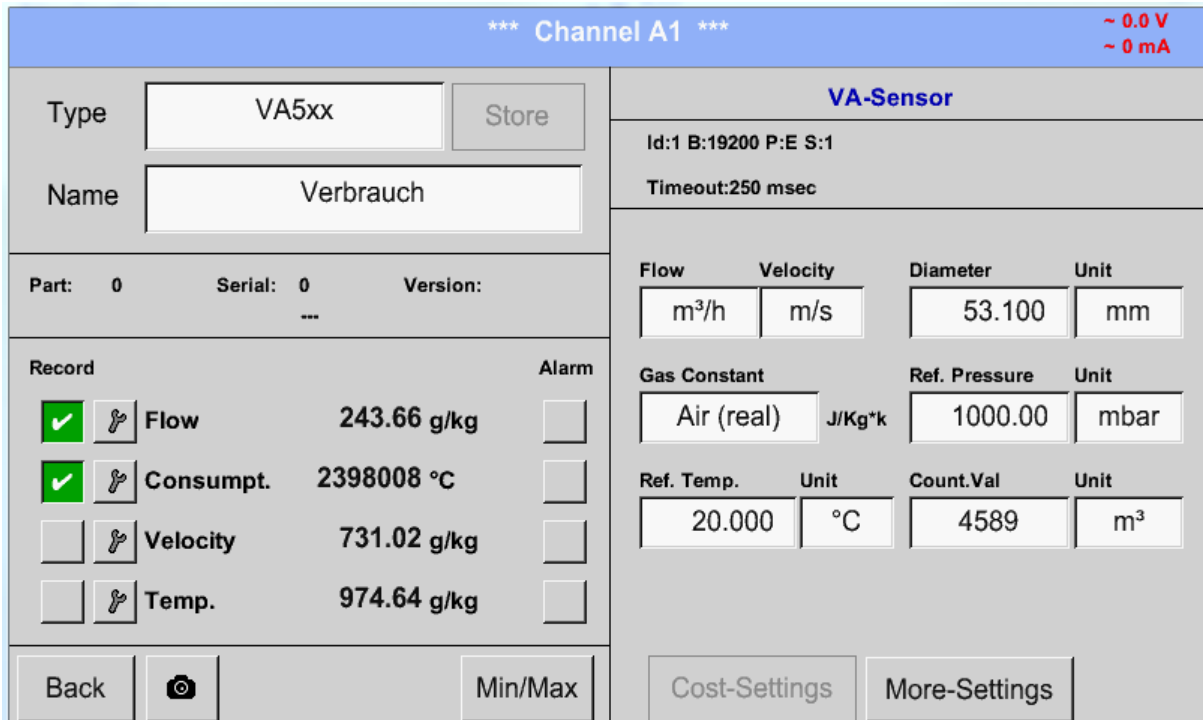 *** Channel A1 ***
~ 0.0 V
~ 0 mA
Type
VA5xx
Store
Name
Verbrauch
Part: 0 Serial: 0 Version:
---
Record Alarm
Flow 243.66 g/kg
Consumpt. 2398008 °C
Velocity 731.02 g/kg
Temp. 974.64 g/kg
Back
Min/Max
VA-Sensor
Id:1 B:19200 P:E S:1
Timeout:250 msec
Flow Velocity Diameter Unit
m³/h m/s 53.100 mm
Gas Constant Ref. Pressure Unit
Air (real) J/Kg*k 1000.00 mbar
Ref. Temp. Unit Count.Val Unit
20.000 °C 4589 m³
Cost-Settings More-Settings